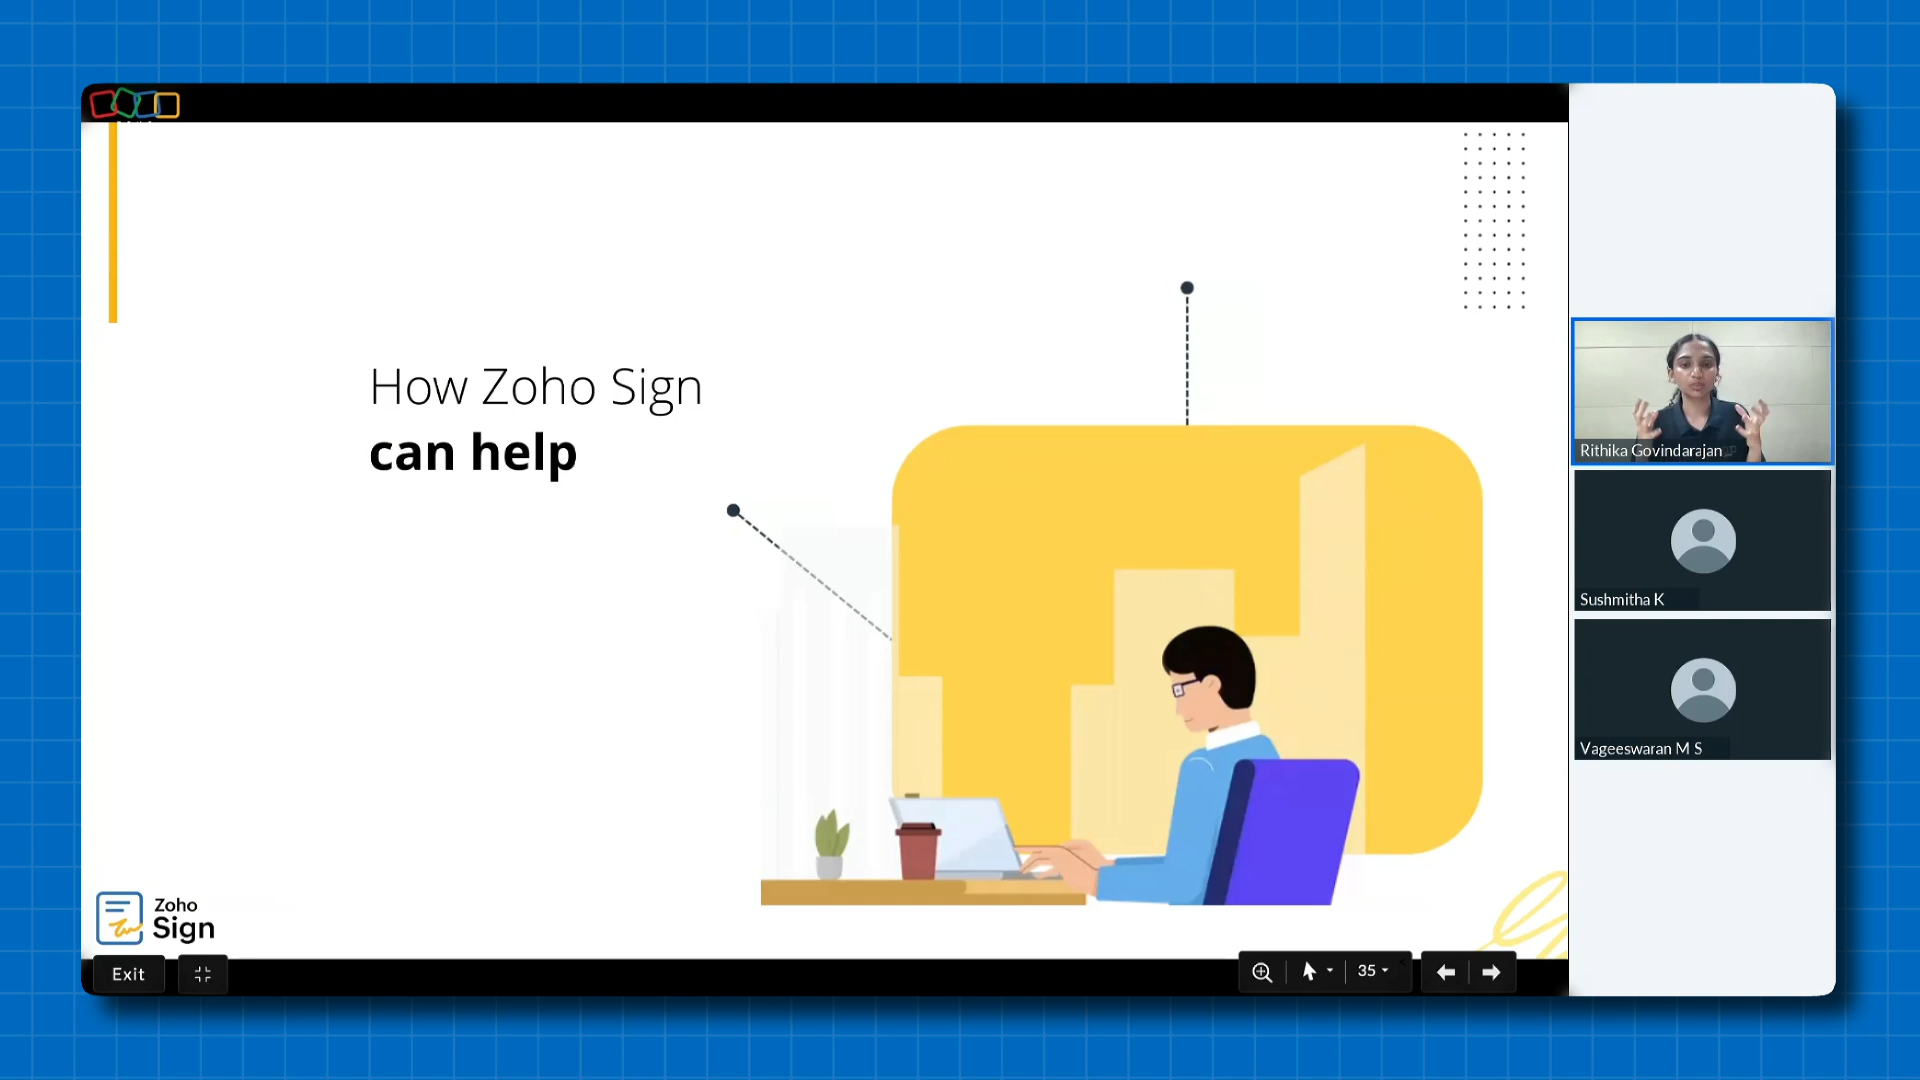 How Zoho Sign
can help
Rithika Govindarajan
Sushmitha K
Vageeswaran M S
Zoho
Sign
Exit
35